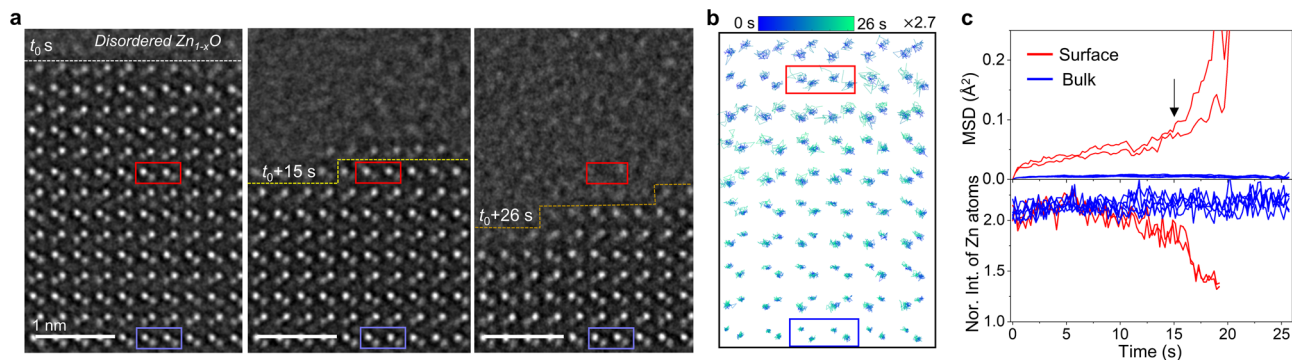 a
t₀ s
Disordered Zn₁₋ₓO
1 nm
t₀+15 s
t₀+26 s
b
0 s
26 s
×2.7
c
Surface
Bulk
MSD (Å²)
0.2
0.1
0.0
Nor. Int. of Zn atoms
2.0
1.5
1.0
0 5 10 15 20 25
Time (s)